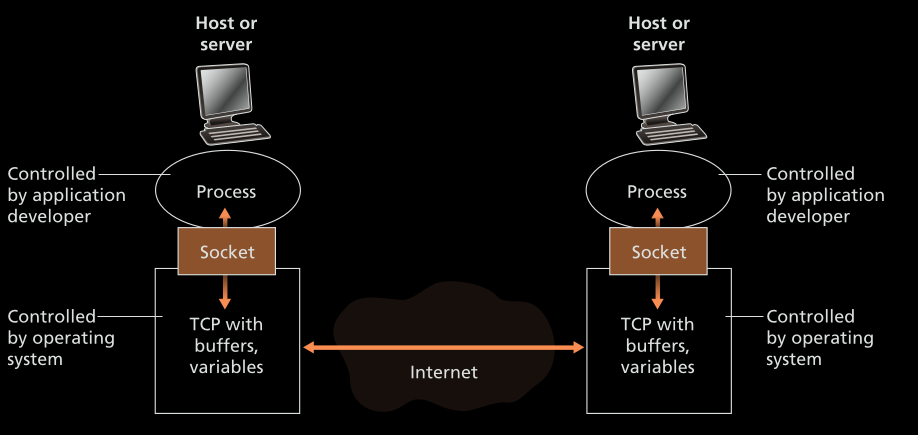 Host or
server
Host or
server
Controlled
by application
developer
Process
Process
Controlled
by application
developer
Socket
Socket
Controlled
by operating
system
TCP with
buffers,
variables
Internet
TCP with
buffers,
variables
Controlled
by operating
system